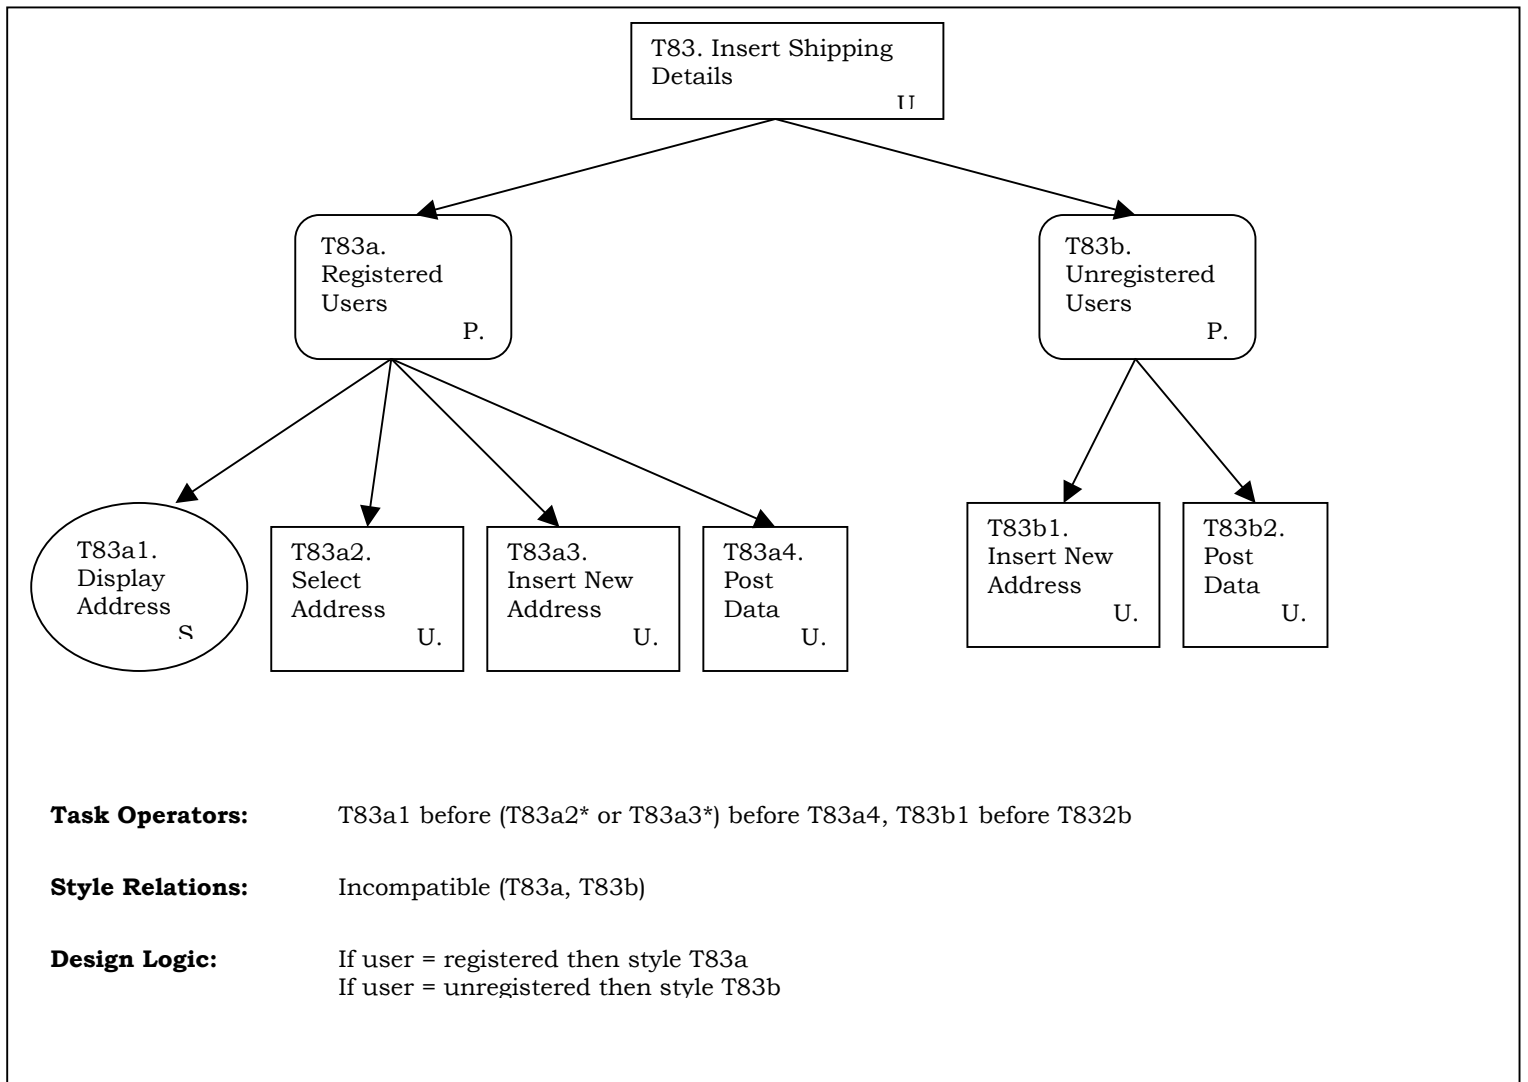 T83. Insert Shipping
Details
U
T83a.
Registered
Users
P.
T83b.
Unregistered
Users
P.
T83a1.
Display
Address
S
T83a2.
Select
Address
U.
T83a3.
Insert New
Address
U.
T83a4.
Post
Data
U.
T83b1.
Insert New
Address
U.
T83b2.
Post
Data
U.
Task Operators: T83a1 before (T83a2* or T83a3*) before T83a4, T83b1 before T832b
Style Relations: Incompatible (T83a, T83b)
Design Logic: If user = registered then style T83a
If user = unregistered then style T83b